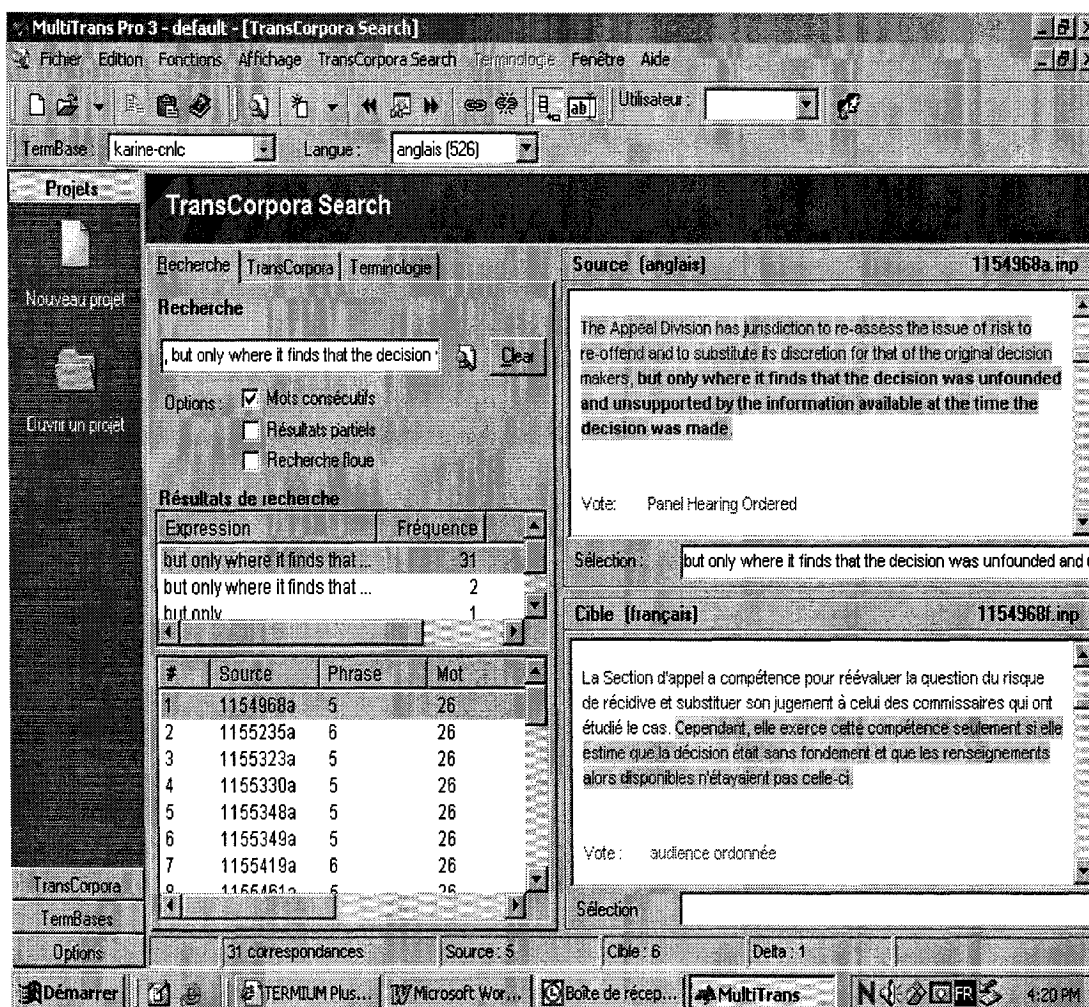 MultiTrans Pro 3 - default - [TransCorpora Search]
Fichier Edition Fonctions Affichage TransCorpora Search Terminologie Fenêtre Aide
Utilisateur :
TermBase : karine-cnlc Langue : anglais (526)
Projets
Nouveau projet
Ouvrir un projet
TransCorpora
TermBases
Options
TransCorpora Search
Recherche TransCorpora Terminologie
Recherche
, but only where it finds that the decision Clear
Options : Mots consécutifs
Résultats partiels
Recherche floue
Résultats de recherche
Expression Fréquence
but only where it finds that ... 31
but only where it finds that ... 2
but only 1
# Source Phrase Mot
1 1154968a 5 26
2 1155235a 6 26
3 1155323a 5 26
4 1155330a 5 26
5 1155348a 5 26
6 1155349a 6 26
7 1155419a 6 26
8 1155461a 5 26
Source (anglais) 1154968a.inp
The Appeal Division has jurisdiction to re-assess the issue of risk to
re-offend and to substitute its discretion for that of the original decision
makers, but only where it finds that the decision was unfounded
and unsupported by the information available at the time the
decision was made.
Vote: Panel Hearing Ordered
Sélection : but only where it finds that the decision was unfounded and
Cible (français) 1154968f.inp
La Section d'appel a compétence pour réévaluer la question du risque
de récidive et substituer son jugement à celui des commissaires qui ont
étudié le cas. Cependant, elle exerce cette compétence seulement si elle
estime que la décision était sans fondement et que les renseignements
alors disponibles n'étayaient pas celle-ci.
Vote : audience ordonnée
Sélection
31 correspondances Source : 5 Cible : 6 Delta : 1
Démarrer TERMIUM Plus... Microsoft Wor... Boîte de récep... MultiTrans FR 4:20 PM